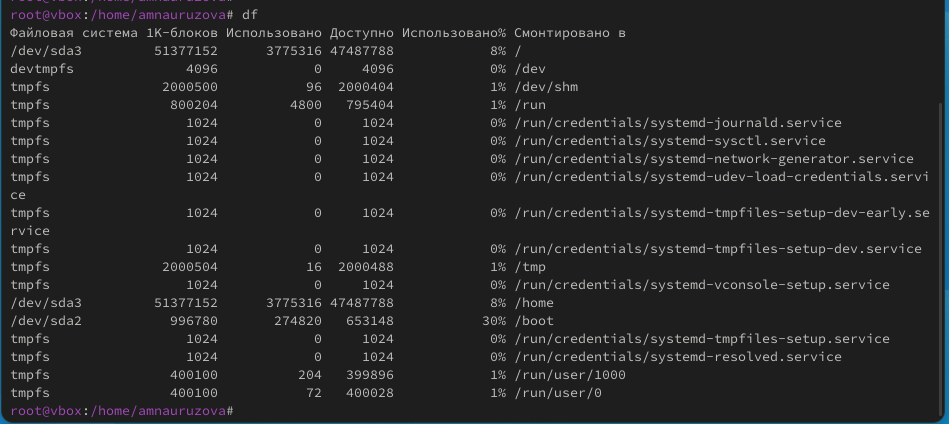 root@vbox:/home/amnauruzova# df
Файловая система 1K-блоков Использовано Доступно Использовано% Смонтировано в
/dev/sda3         51377152      3775316 47487788            8% /
devtmpfs              4096            0     4096            0% /dev
tmpfs              2000500           96  2000404            1% /dev/shm
tmpfs               800204         4800   795404            1% /run
tmpfs                 1024            0     1024            0% /run/credentials/systemd-journald.service
tmpfs                 1024            0     1024            0% /run/credentials/systemd-sysctl.service
tmpfs                 1024            0     1024            0% /run/credentials/systemd-network-generator.service
tmpfs                 1024            0     1024            0% /run/credentials/systemd-udev-load-credentials.servi
ce
tmpfs                 1024            0     1024            0% /run/credentials/systemd-tmpfiles-setup-dev-early.se
rvice
tmpfs                 1024            0     1024            0% /run/credentials/systemd-tmpfiles-setup-dev.service
tmpfs              2000504           16  2000488            1% /tmp
tmpfs                 1024            0     1024            0% /run/credentials/systemd-vconsole-setup.service
/dev/sda3         51377152      3775316 47487788            8% /home
/dev/sda2           996780       274820   653148           30% /boot
tmpfs                 1024            0     1024            0% /run/credentials/systemd-tmpfiles-setup.service
tmpfs                 1024            0     1024            0% /run/credentials/systemd-resolved.service
tmpfs               400100          204   399896            1% /run/user/1000
tmpfs               400100           72   400028            1% /run/user/0
root@vbox:/home/amnauruzova#